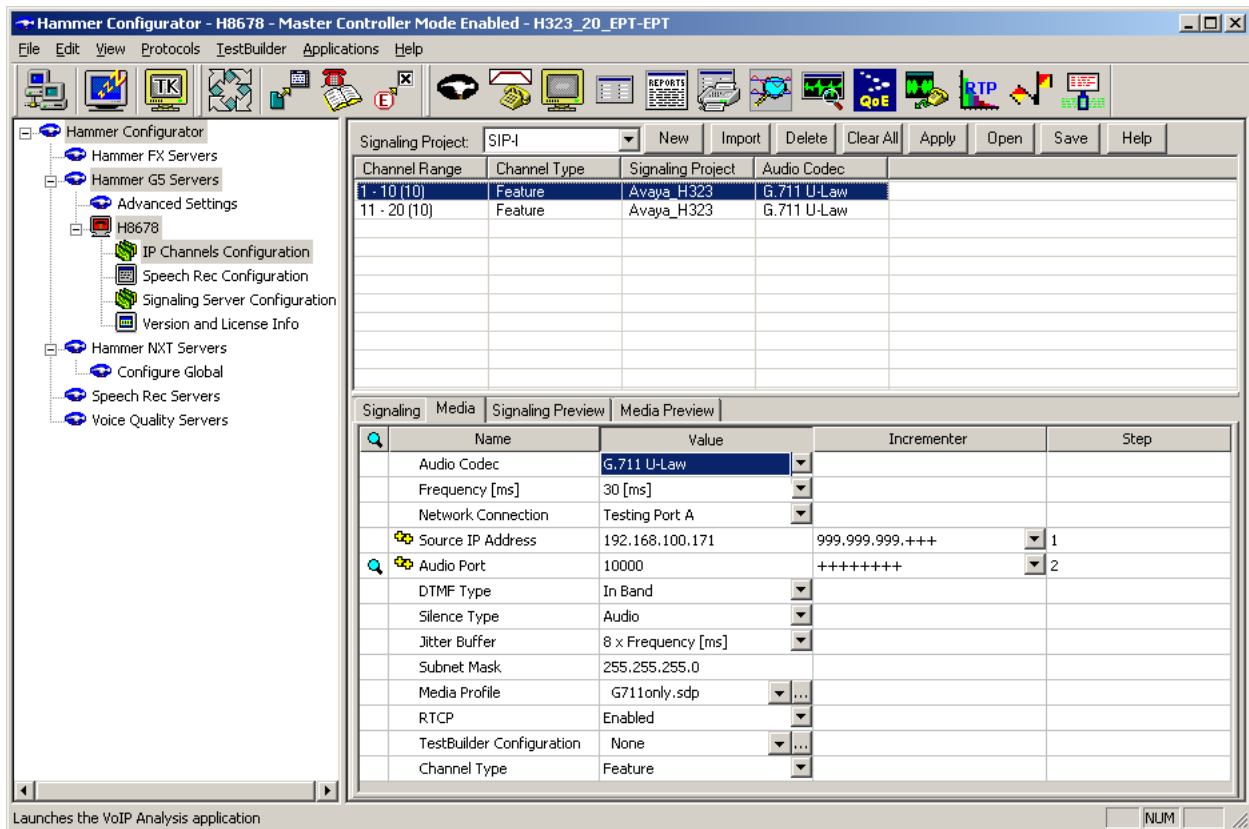 Hammer Configurator - H8678 - Master Controller Mode Enabled - H323_20_EPT-EPT
File Edit View Protocols TestBuilder Applications Help
TK E REPORTS QoE RTP
Hammer Configurator
Hammer FX Servers
Hammer G5 Servers
Advanced Settings
H8678
IP Channels Configuration
Speech Rec Configuration
Signaling Server Configuration
Version and License Info
Hammer NXT Servers
Configure Global
Speech Rec Servers
Voice Quality Servers
Signaling Project: SIP-I New Import Delete Clear All Apply Open Save Help
Channel Range Channel Type Signaling Project Audio Codec
1 - 10 (10) Feature Avaya_H323 G.711 U-Law
11 - 20 (10) Feature Avaya_H323 G.711 U-Law
Signaling Media Signaling Preview Media Preview
Name Value Incrementer Step
Audio Codec G.711 U-Law
Frequency [ms] 30 [ms]
Network Connection Testing Port A
Source IP Address 192.168.100.171 999.999.999.+++ 1
Audio Port 10000 ++++++++ 2
DTMF Type In Band
Silence Type Audio
Jitter Buffer 8 x Frequency [ms]
Subnet Mask 255.255.255.0
Media Profile G711only.sdp ...
RTCP Enabled
TestBuilder Configuration None ...
Channel Type Feature
Launches the VoIP Analysis application NUM